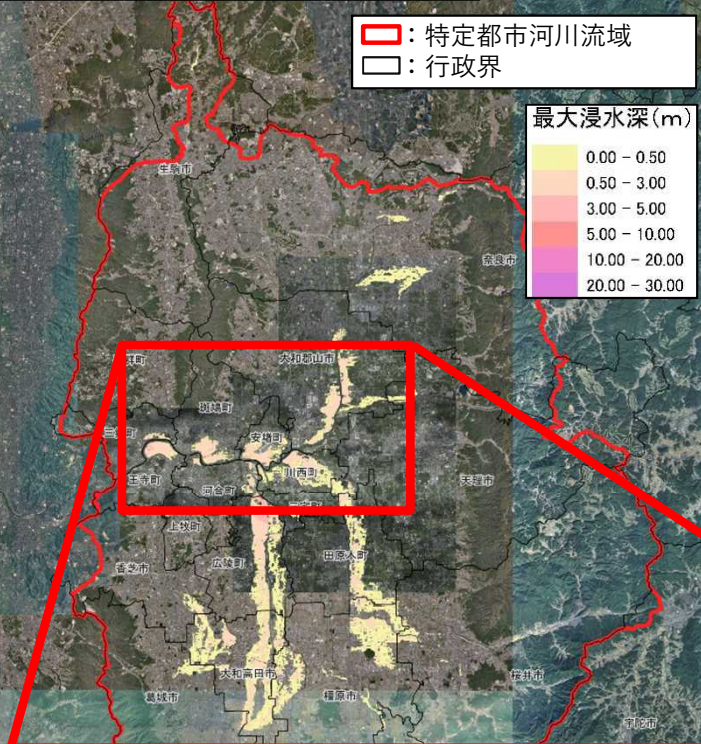 ：特定都市河川流域
：行政界
最大浸水深(m)
0.00 − 0.50
0.50 − 3.00
3.00 − 5.00
5.00 − 10.00
10.00 − 20.00
20.00 − 30.00
生駒市
奈良市
大和郡山市
斑鳩町
安堵町
王寺町
川西町
天理市
河合町
上牧町
広陵町
田原本町
香芝市
大和高田市
桜井市
葛城市
橿原市
宇陀市